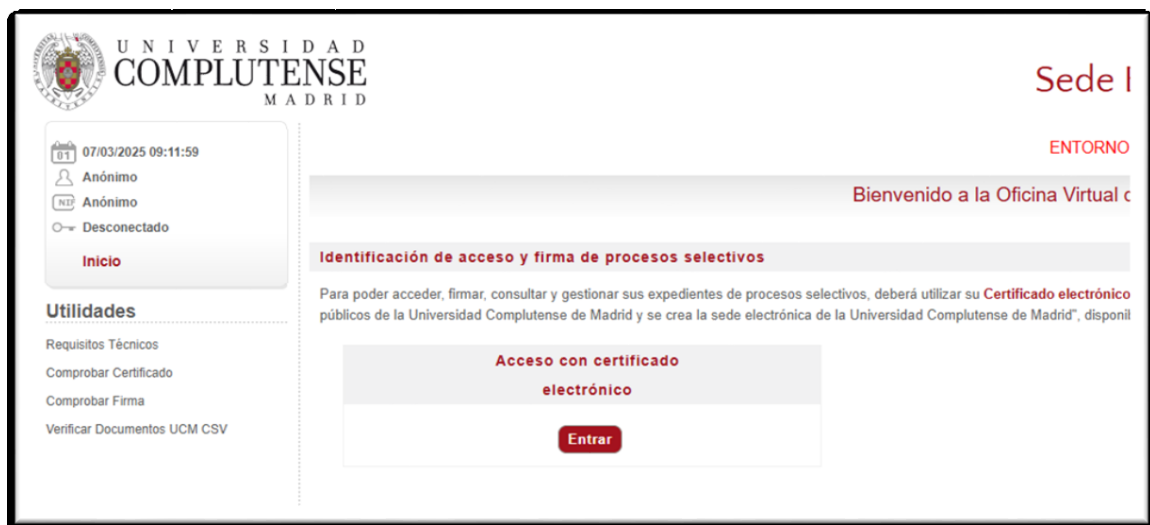 UNIVERSIDAD
COMPLUTENSE
MADRID
Sede
07/03/2025 09:11:59
Anónimo
NIP Anónimo
Desconectado
Inicio
ENTORNO
Bienvenido a la Oficina Virtual
Identificación de acceso y firma de procesos selectivos
Para poder acceder, firmar, consultar y gestionar sus expedientes de procesos selectivos, deberá utilizar su Certificado electrónico
públicos de la Universidad Complutense de Madrid y se crea la sede electrónica de la Universidad Complutense de Madrid", disponi
Utilidades
Requisitos Técnicos
Comprobar Certificado
Comprobar Firma
Verificar Documentos UCM CSV
Acceso con certificado
electrónico
Entrar